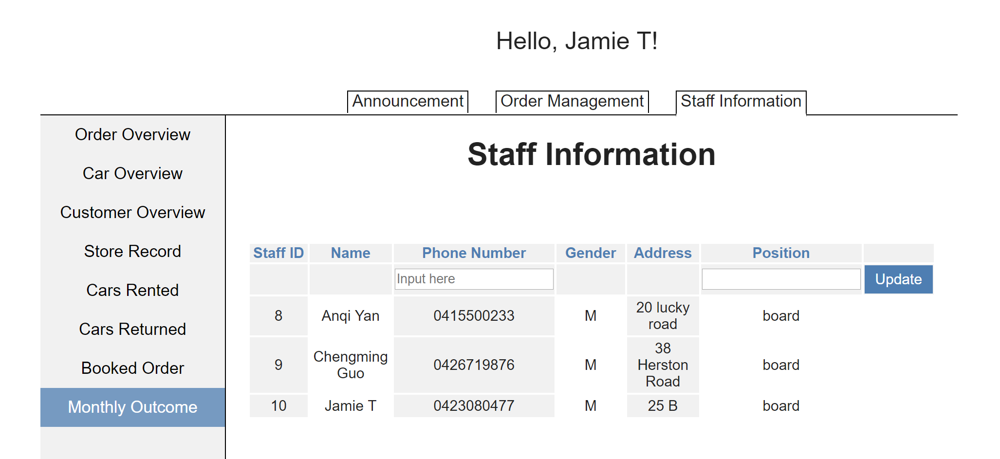 Hello, Jamie T!
Announcement
Order Management
Staff Information
Order Overview
Car Overview
Customer Overview
Store Record
Cars Rented
Cars Returned
Booked Order
Monthly Outcome
Staff Information
Staff ID Name Phone Number Gender Address Position
Input here Update
8 Anqi Yan 0415500233 M 20 lucky road board
9 Chengming Guo 0426719876 M 38 Herston Road board
10 Jamie T 0423080477 M 25 B board